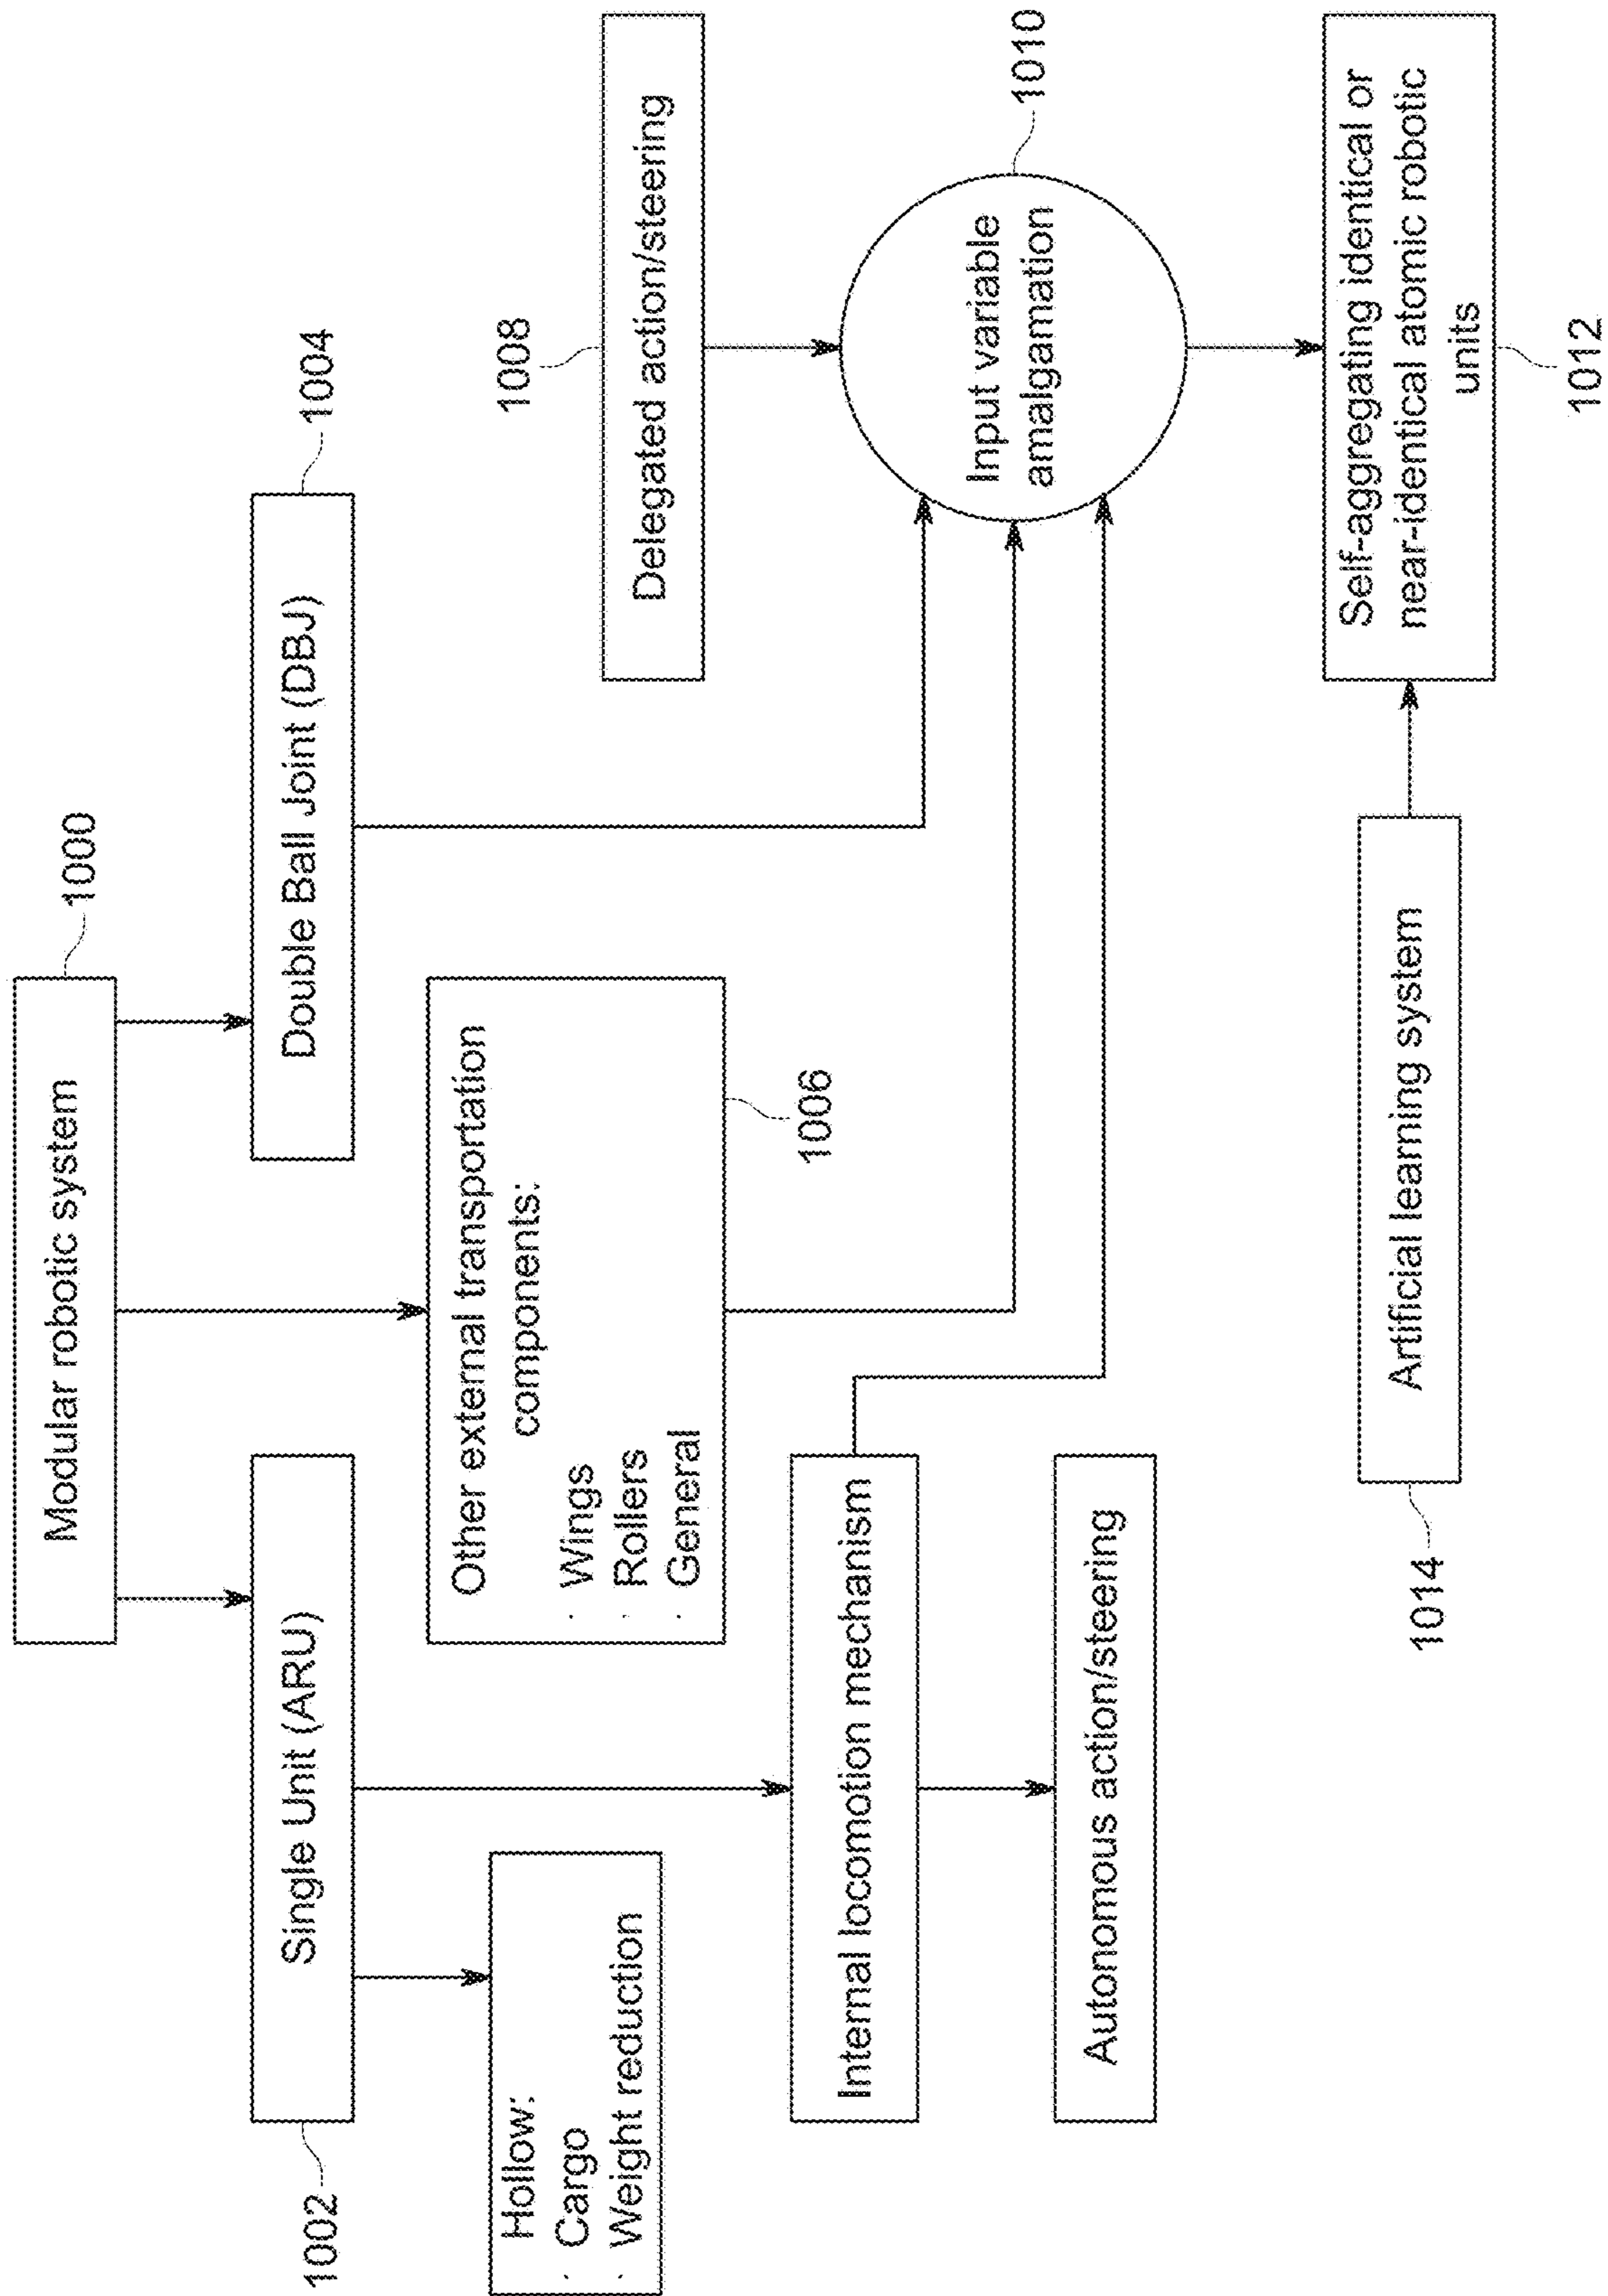 Modular robotic system
1000
Single Unit (ARU)
1002
Double Ball Joint (DBJ)
1004
Other external transportation
components:
· Wings
· Rollers
· General
1006
Hollow:
· Cargo
· Weight reduction
Delegated action/steering
1008
Internal locomotion mechanism
Input variable
amalgamation
1010
Autonomous action/steering
Artificial learning system
1014
Self-aggregating identical or
near-identical atomic robotic
units
1012